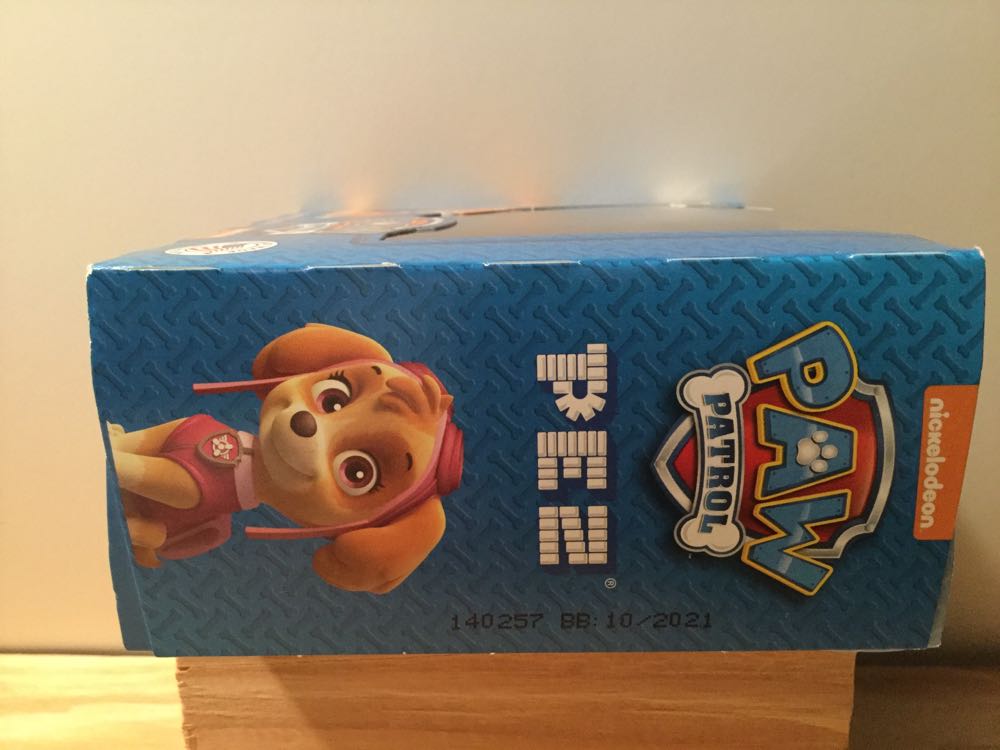 nickelodeon
PAW
PATROL
PEZ®
140257 BB:10/2021